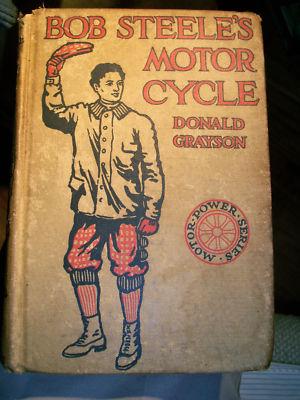 BOB STEELE'S
MOTOR
CYCLE
DONALD
GRAYSON
MOTOR·POWER·SERIES·